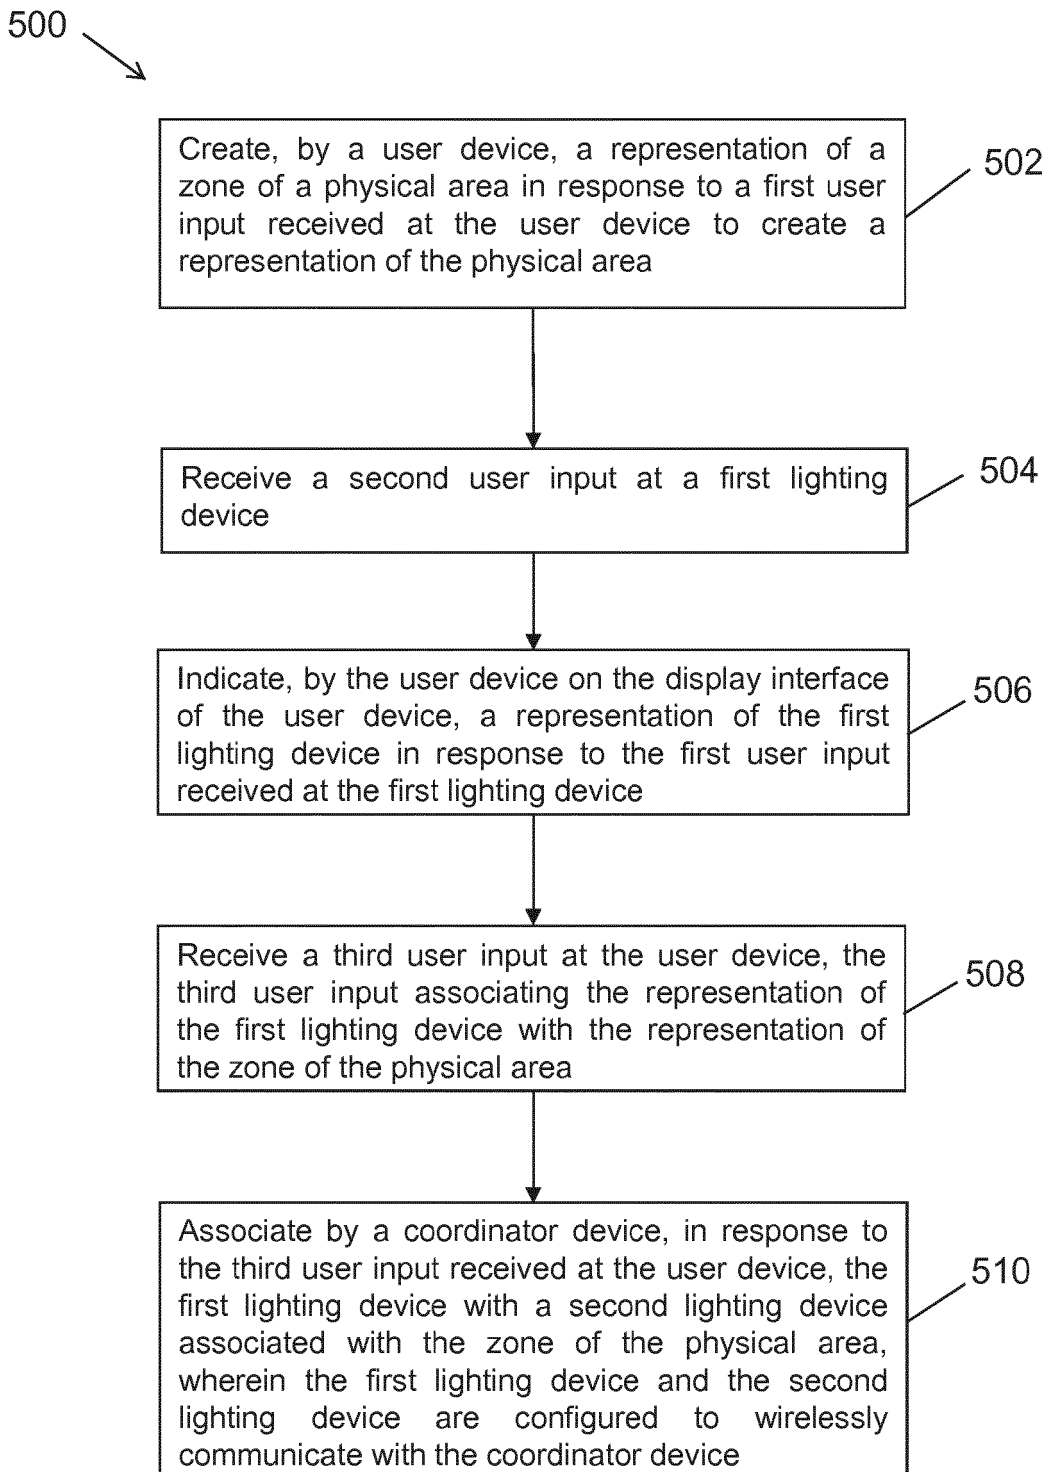 500
Create, by a user device, a representation of a
zone of a physical area in response to a first user
input received at the user device to create a
representation of the physical area
502
Receive a second user input at a first lighting
device
504
Indicate, by the user device on the display interface
of the user device, a representation of the first
lighting device in response to the first user input
received at the first lighting device
506
Receive a third user input at the user device, the
third user input associating the representation of
the first lighting device with the representation of
the zone of the physical area
508
Associate by a coordinator device, in response to
the third user input received at the user device, the
first lighting device with a second lighting device
associated with the zone of the physical area,
wherein the first lighting device and the second
lighting device are configured to wirelessly
communicate with the coordinator device
510